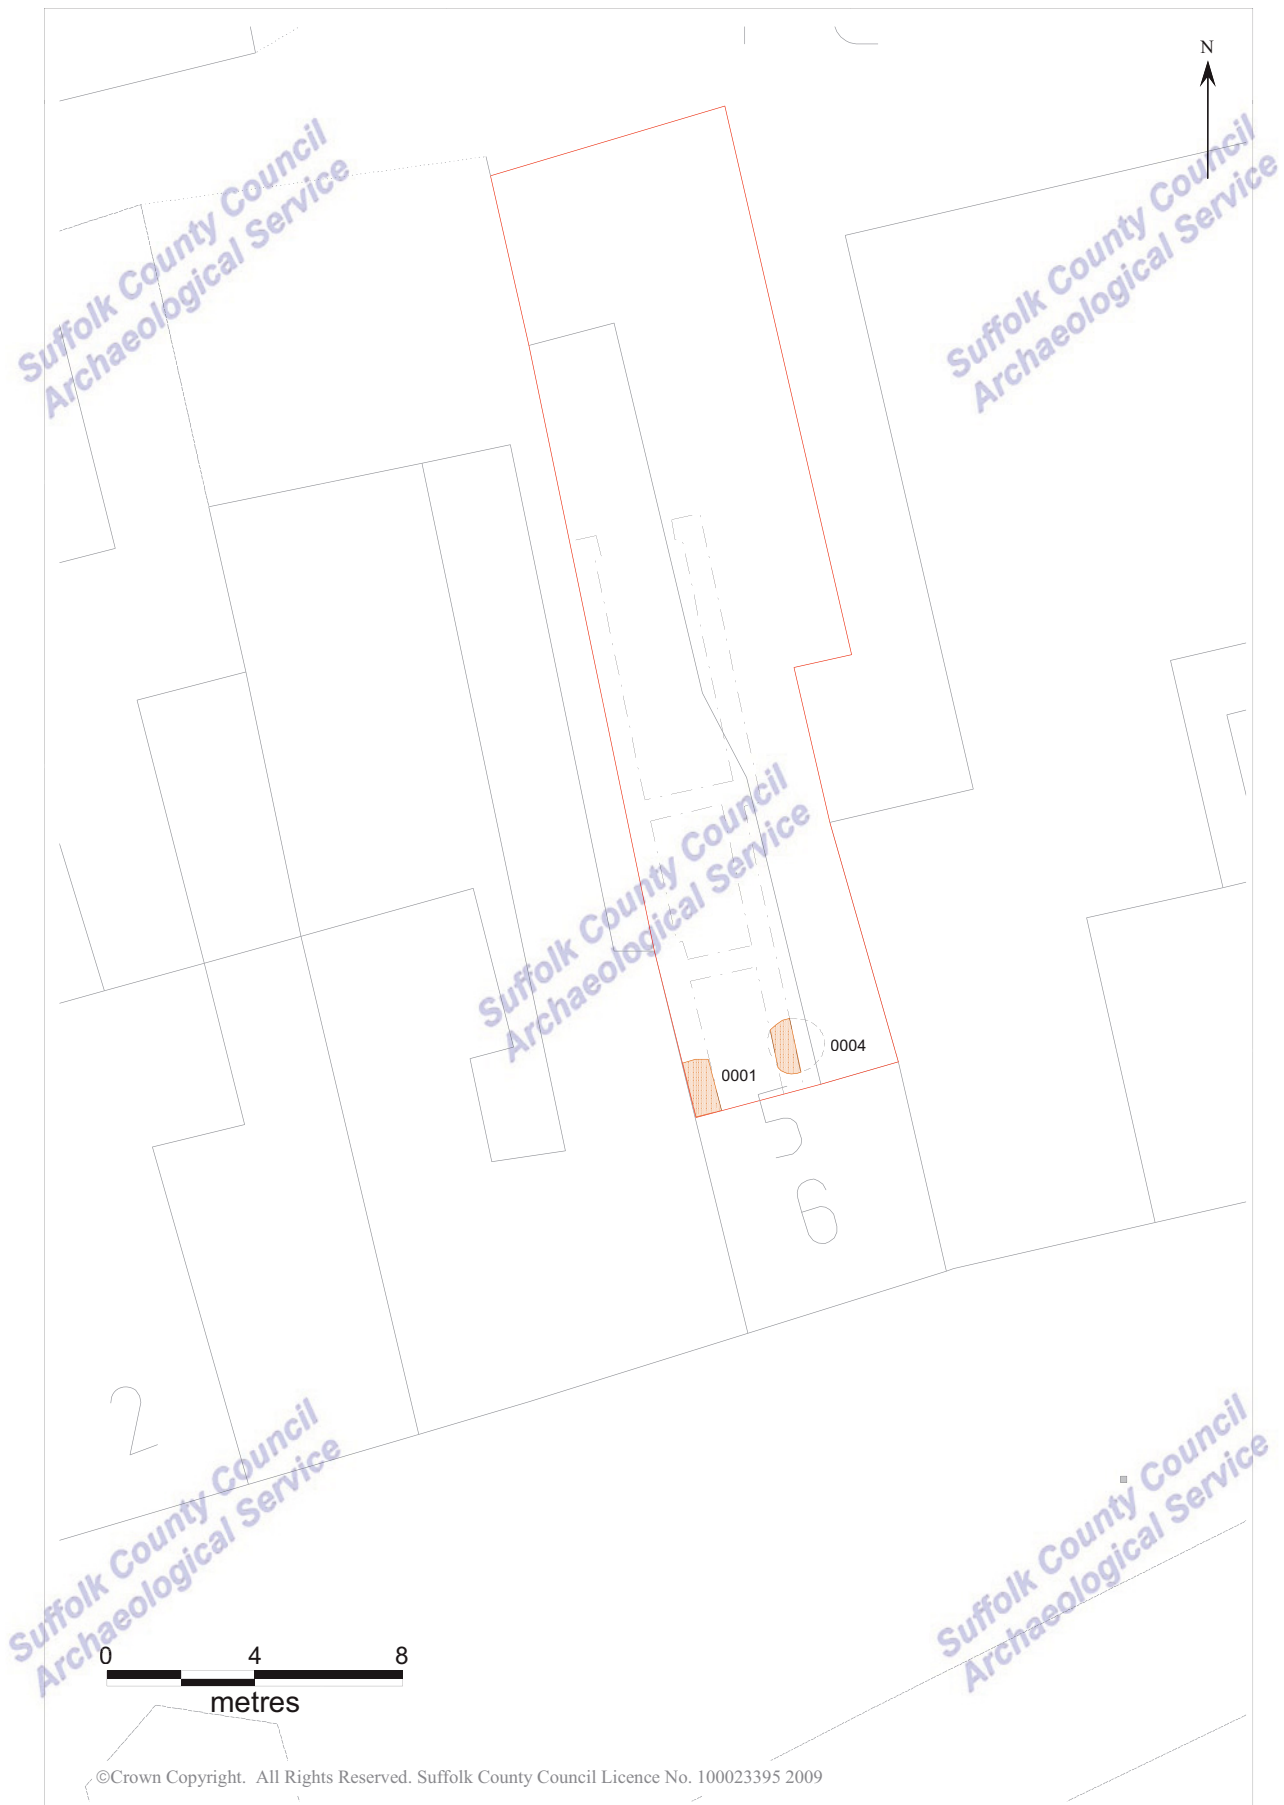 N
Suffolk County Council
Archaeological Service
Suffolk County Council
Archaeological Service
Suffolk County Council
Archaeological Service
0004
0001
5
6
2
Suffolk County Council
Archaeological Service
Suffolk County Council
Archaeological Service
0 4 8
metres
©Crown Copyright. All Rights Reserved. Suffolk County Council Licence No. 100023395 2009